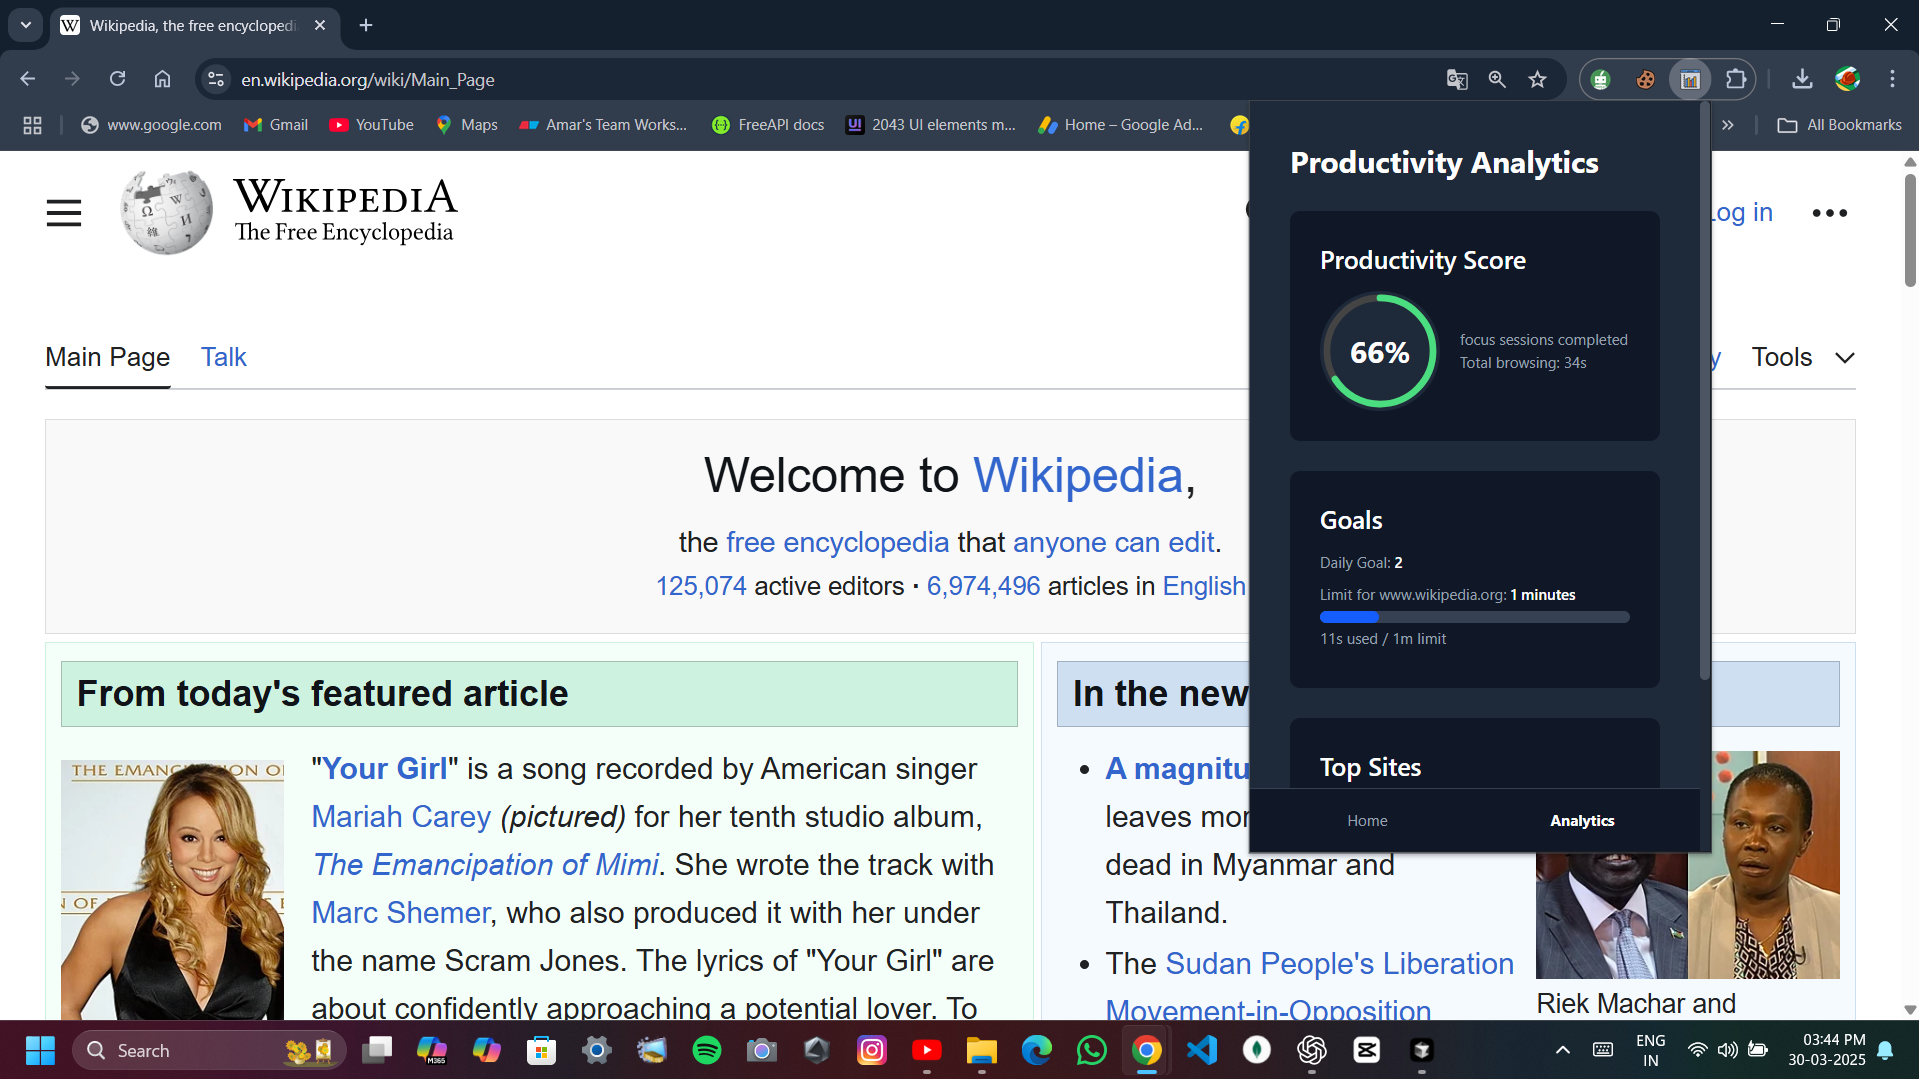 Wikipedia, the free encyclopedi
en.wikipedia.org/wiki/Main_Page
www.google.com
Gmail
YouTube
Maps
Amar's Team Works...
FreeAPI docs
2043 UI elements m...
Home – Google Ad...
All Bookmarks
WIKIPEDIA
The Free Encyclopedia
Log in
Main Page
Talk
Tools
Welcome to Wikipedia,
the free encyclopedia that anyone can edit.
125,074 active editors · 6,974,496 articles in English
From today's featured article
THE EMANCIPATION O
"Your Girl" is a song recorded by American singer
Mariah Carey (pictured) for her tenth studio album,
The Emancipation of Mimi. She wrote the track with
Marc Shemer, who also produced it with her under
the name Scram Jones. The lyrics of "Your Girl" are
about confidently approaching a potential lover. To
In the new
A magnitu
leaves mor
dead in Myanmar and
Thailand.
The Sudan People's Liberation
Movement-in-Opposition
Riek Machar and
Productivity Analytics
Productivity Score
66%
focus sessions completed
Total browsing: 34s
Goals
Daily Goal: 2
Limit for www.wikipedia.org: 1 minutes
11s used / 1m limit
Top Sites
Home
Analytics
Search
M365
ENG
IN
03:44 PM
30-03-2025